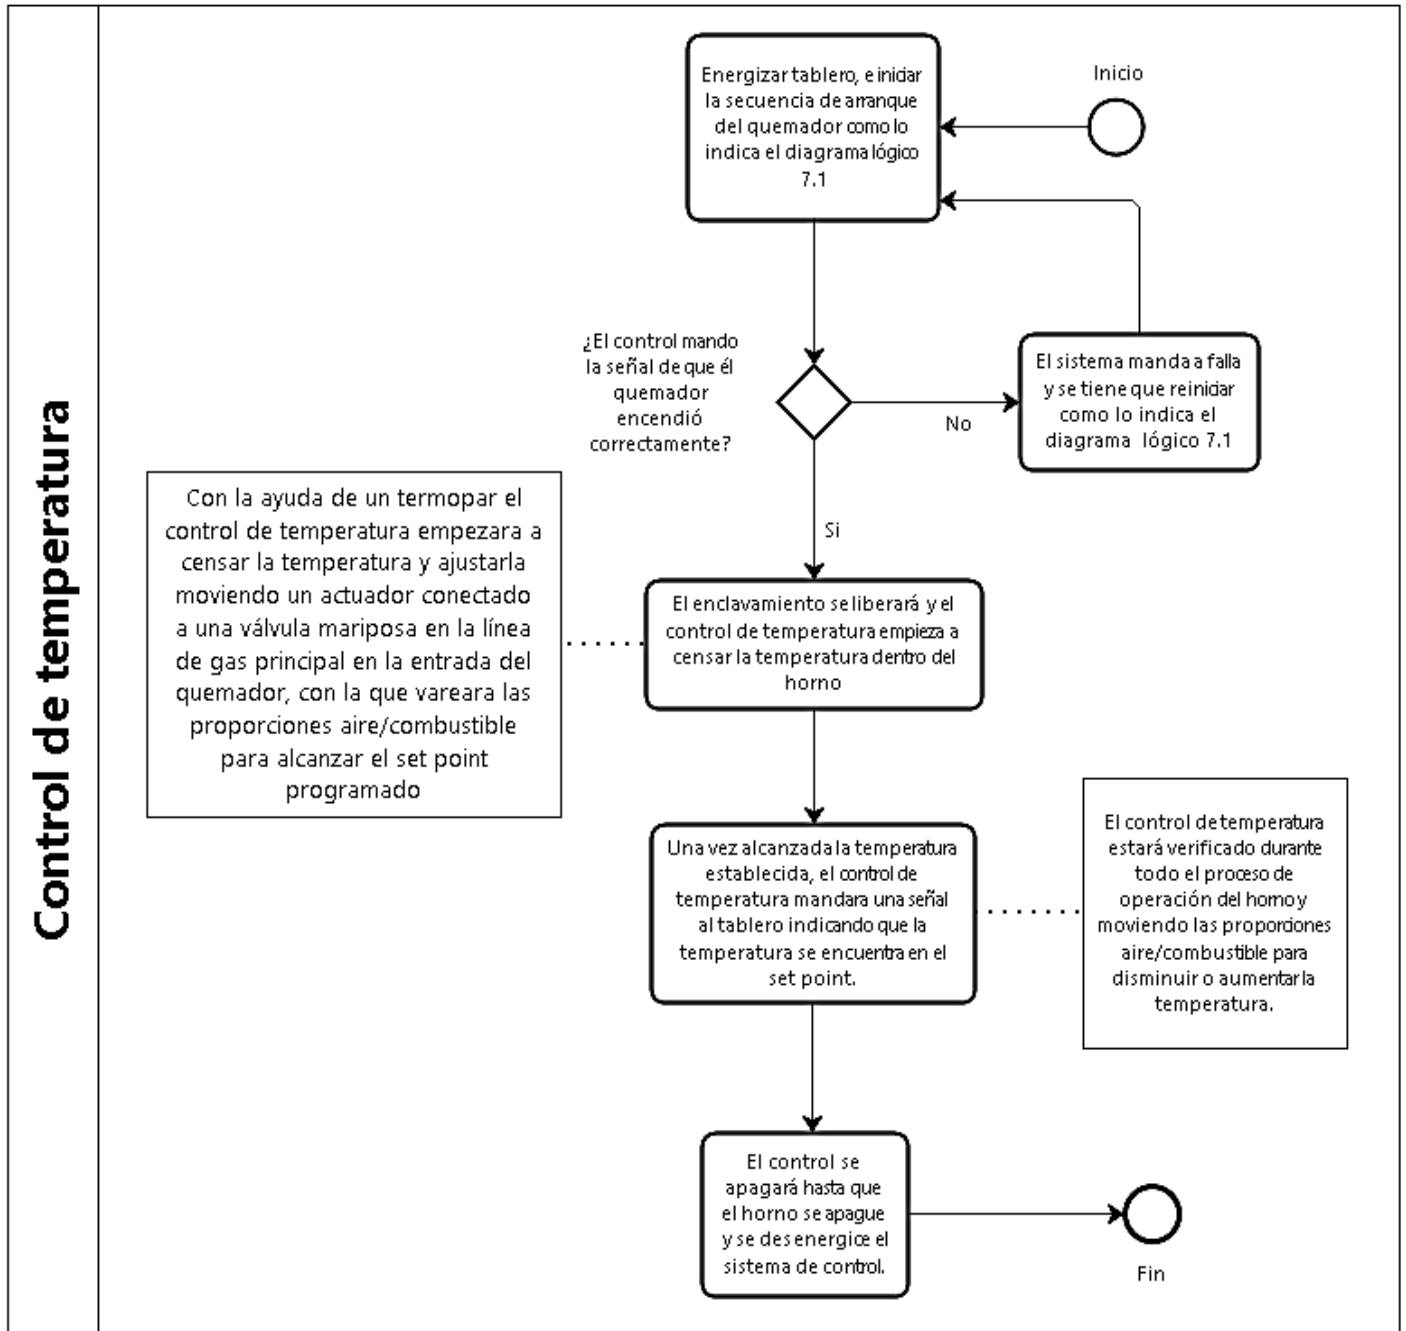 Control de temperatura
Inicio
Energizar tablero, e iniciar
la secuencia de arranque
del quemador como lo
indica el diagrama lógico
7.1
¿El control mando
la señal de que él
quemador
encendió
correctamente?
No
El sistema manda a falla
y se tiene que reiniciar
como lo indica el
diagrama lógico 7.1
Si
Con la ayuda de un termopar el
control de temperatura empezara a
censar la temperatura y ajustarla
moviendo un actuador conectado
a una válvula mariposa en la línea
de gas principal en la entrada del
quemador, con la que vareara las
proporciones aire/combustible
para alcanzar el set point
programado
El enclavamiento se liberará y el
control de temperatura empieza a
censar la temperatura dentro del
horno
Una vez alcanzada la temperatura
establecida, el control de
temperatura mandara una señal
al tablero indicando que la
temperatura se encuentra en el
set point.
El control de temperatura
estará verificado durante
todo el proceso de
operación del horno y
moviendo las proporciones
aire/combustible para
disminuir o aumentar la
temperatura.
El control se
apagará hasta que
el horno se apague
y se desenergice el
sistema de control.
Fin